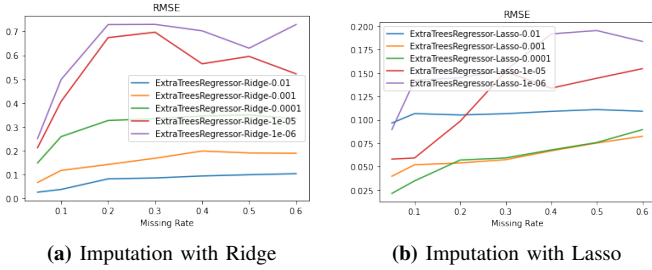 RMSE
0.7
0.6
0.5
0.4
0.3
0.2
0.1
0.0
ExtraTreesRegressor-Ridge-0.01
ExtraTreesRegressor-Ridge-0.001
ExtraTreesRegressor-Ridge-0.0001
ExtraTreesRegressor-Ridge-1e-05
ExtraTreesRegressor-Ridge-1e-06
0.1 0.2 0.3 0.4 0.5 0.6
Missing Rate
(a) Imputation with Ridge
RMSE
0.200
0.175
0.150
0.125
0.100
0.075
0.050
0.025
ExtraTreesRegressor-Lasso-0.01
ExtraTreesRegressor-Lasso-0.001
ExtraTreesRegressor-Lasso-0.0001
ExtraTreesRegressor-Lasso-1e-05
ExtraTreesRegressor-Lasso-1e-06
0.1 0.2 0.3 0.4 0.5 0.6
Missing Rate
(b) Imputation with Lasso